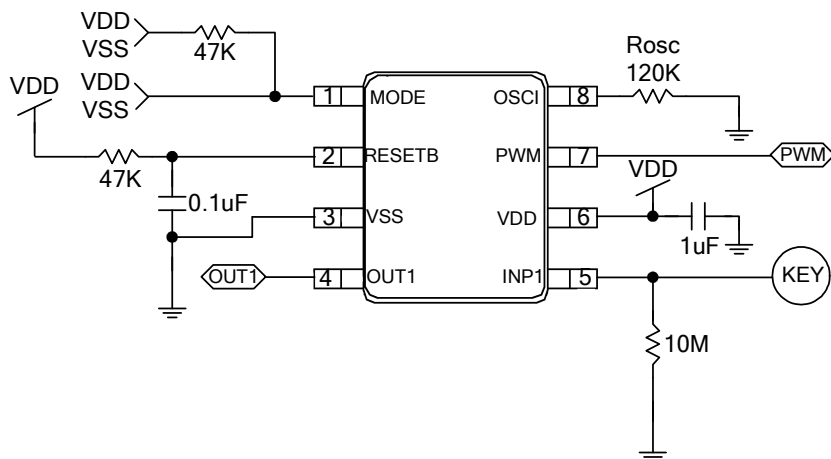 VDD
VSS
47K
VDD
VSS
VDD
Rosc
120K
1
MODE
OSCI
8
2
RESETB
PWM
7
PWM
47K
0.1uF
VDD
3
VSS
VDD
6
1uF
OUT1
4
OUT1
INP1
5
KEY
10M